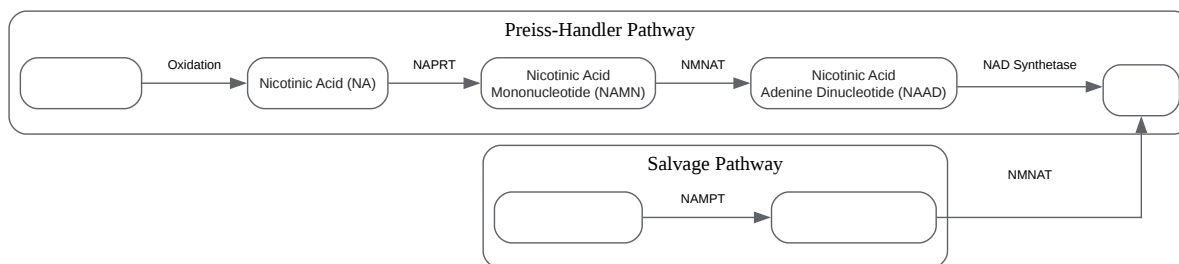 Preiss-Handler Pathway
Oxidation
NAPRT
NMNAT
NAD Synthetase
Nicotinic Acid (NA)
Nicotinic Acid
Mononucleotide (NAMN)
Nicotinic Acid
Adenine Dinucleotide (NAAD)
Salvage Pathway
NAMPT
NMNAT